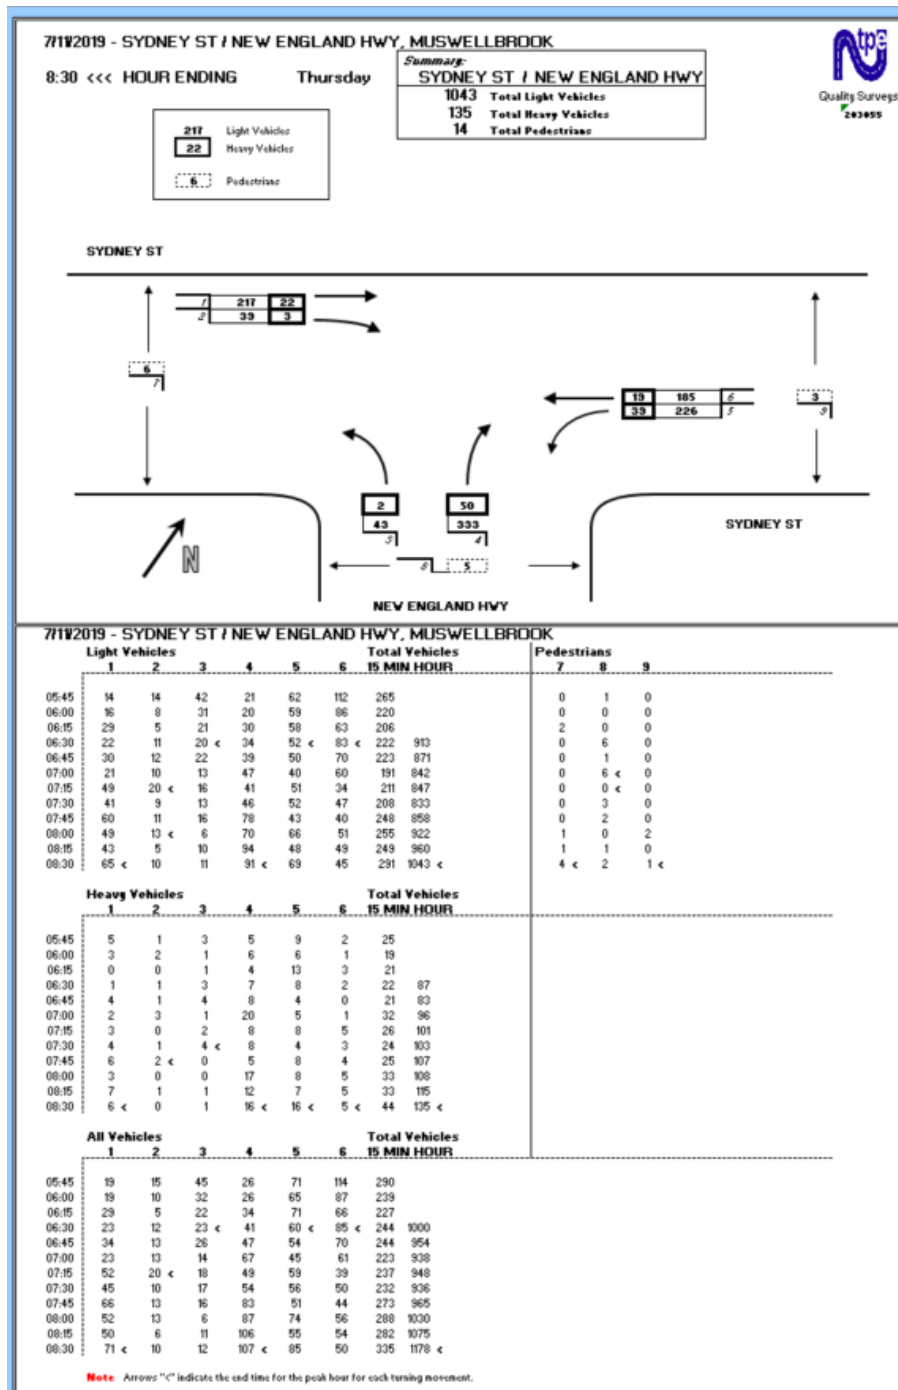 7/11/2019 - SYDNEY ST / NEW ENGLAND HWY, MUSWELLBROOK
8:30 <<< HOUR ENDING Thursday
Summary:
SYDNEY ST / NEW ENGLAND HWY
1043 Total Light Vehicles
135 Total Heavy Vehicles
14 Total Pedestrians
tpe
Quality Surveys
203055
217 Light Vehicles
22 Heavy Vehicles
6 Pedestrians
SYDNEY ST
1 217 22
2 39 3
6
7
19 185 6
39 226 5
3
9
2 50
43 333
3 4
8 5
SYDNEY ST
N
NEW ENGLAND HWY
7/11/2019 - SYDNEY ST / NEW ENGLAND HWY, MUSWELLBROOK
Light Vehicles Total Vehicles Pedestrians
1 2 3 4 5 6 15 MIN HOUR 7 8 9
05:45 14 14 42 21 62 112 265 0 1 0
06:00 16 8 31 20 59 86 220 0 0 0
06:15 29 5 21 30 58 63 206 2 0 0
06:30 22 11 20 < 34 52 < 83 < 222 913 0 6 0
06:45 30 12 22 39 50 70 223 871 0 1 0
07:00 21 10 13 47 40 60 191 842 0 6 < 0
07:15 49 20 < 16 41 51 34 211 847 0 0 < 0
07:30 41 9 13 46 52 47 208 833 0 3 0
07:45 60 11 16 78 43 40 248 858 0 2 0
08:00 49 13 < 6 70 66 51 255 922 1 0 2
08:15 43 5 10 94 48 49 249 960 1 1 0
08:30 65 < 10 11 91 < 69 45 291 1043 < 4 < 2 1 <
Heavy Vehicles Total Vehicles
1 2 3 4 5 6 15 MIN HOUR
05:45 5 1 3 5 9 2 25
06:00 3 2 1 6 6 1 19
06:15 0 0 1 4 13 3 21
06:30 1 1 3 7 8 2 22 87
06:45 4 1 4 8 4 0 21 83
07:00 2 3 1 20 5 1 32 96
07:15 3 0 2 8 8 5 26 101
07:30 4 1 4 < 8 4 3 24 103
07:45 6 2 < 0 5 8 4 25 107
08:00 3 0 0 17 8 5 33 108
08:15 7 1 1 12 7 5 33 115
08:30 6 < 0 1 16 < 16 < 5 < 44 135 <
All Vehicles Total Vehicles
1 2 3 4 5 6 15 MIN HOUR
05:45 19 15 45 26 71 114 290
06:00 19 10 32 26 65 87 239
06:15 29 5 22 34 71 66 227
06:30 23 12 23 < 41 60 < 85 < 244 1000
06:45 34 13 26 47 54 70 244 954
07:00 23 13 14 67 45 61 223 938
07:15 52 20 < 18 49 59 39 237 948
07:30 45 10 17 54 56 50 232 936
07:45 66 13 16 83 51 44 273 965
08:00 52 13 6 87 74 56 288 1030
08:15 50 6 11 106 55 54 282 1075
08:30 71 < 10 12 107 < 85 50 335 1178 <
Note Arrows "<" indicate the end time for the peak hour for each turning movement.